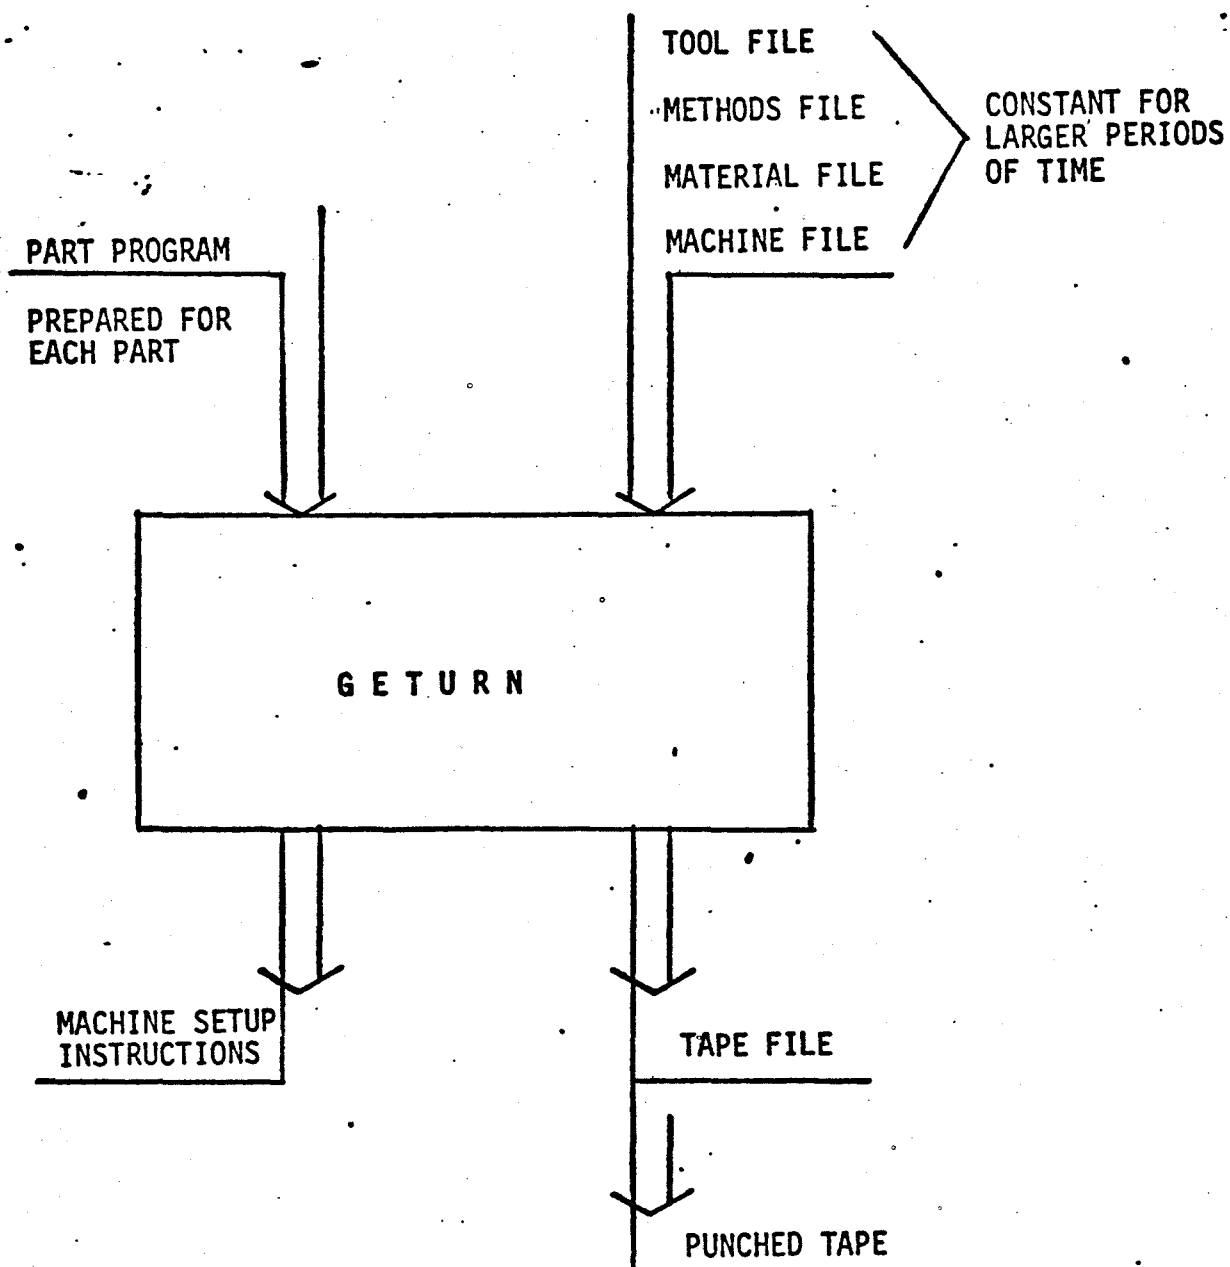 TOOL FILE
METHODS FILE
MATERIAL FILE
MACHINE FILE
CONSTANT FOR
LARGER PERIODS
OF TIME
PART PROGRAM
PREPARED FOR
EACH PART
G E T U R N
MACHINE SETUP
INSTRUCTIONS
TAPE FILE
PUNCHED TAPE